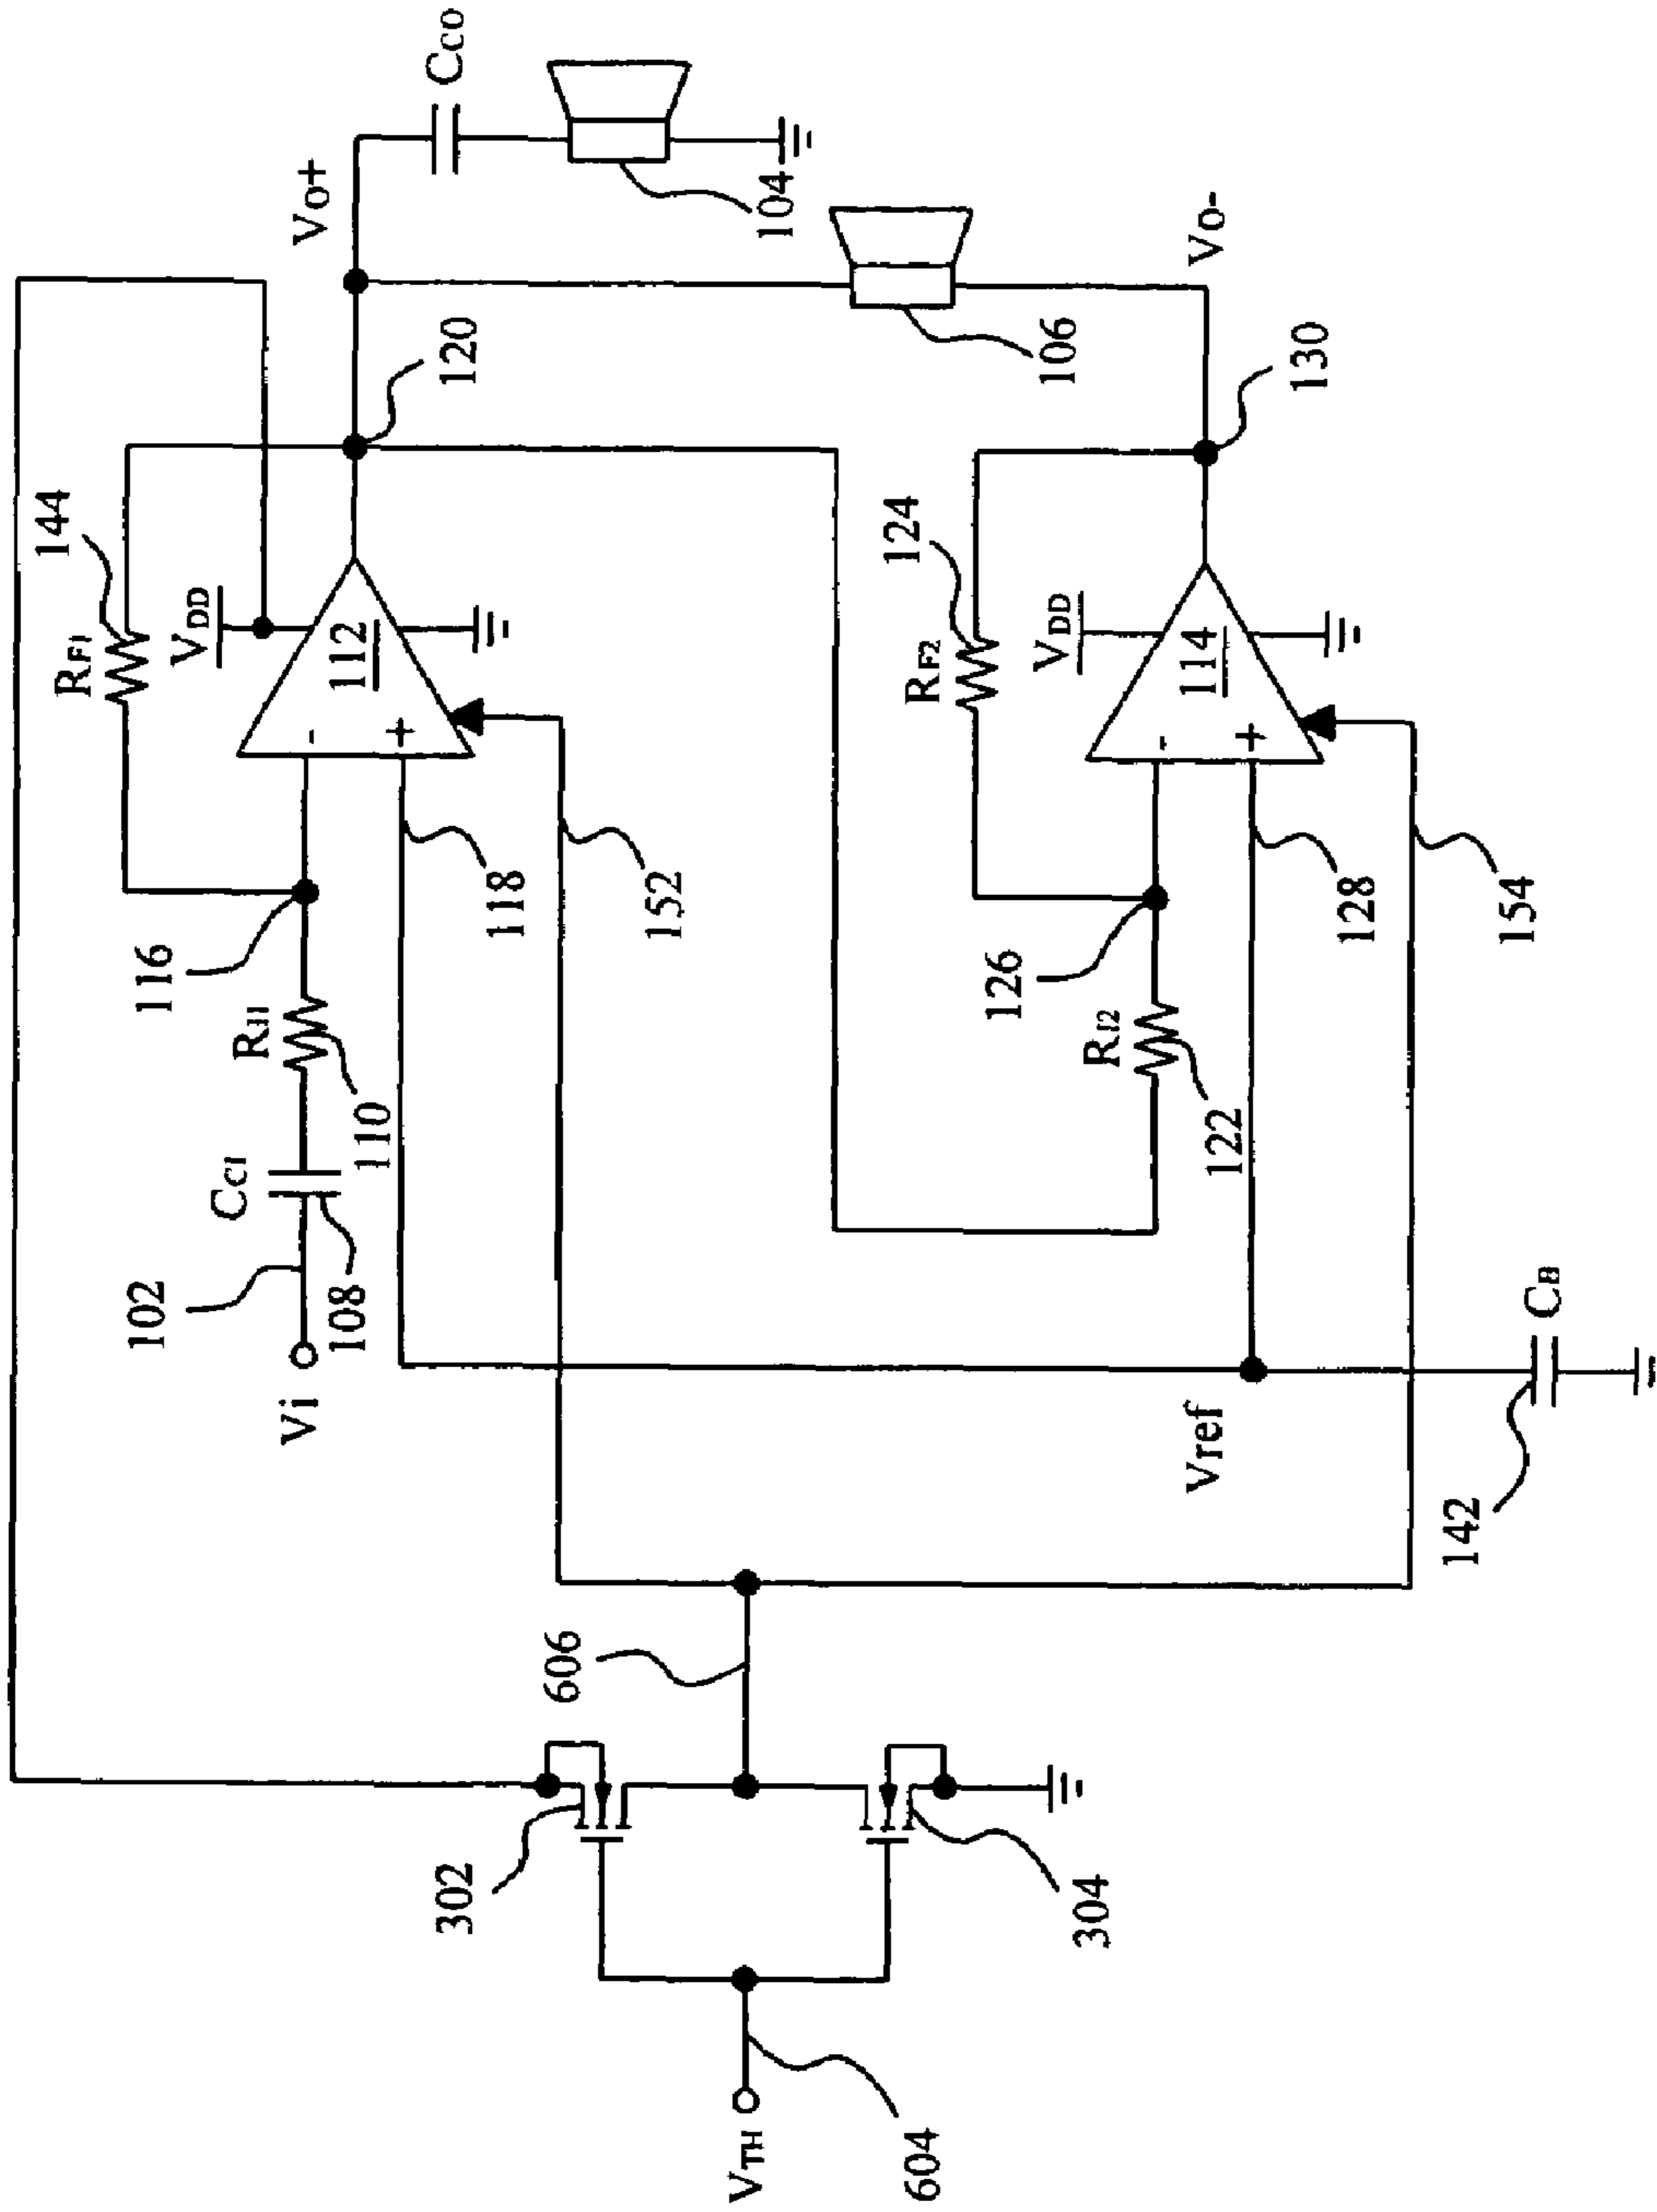 CCO
Vo+
104
Vo-
106
120
130
144
RF1
VDD
112
-
+
124
RF2
VDD
114
-
+
118
152
116
128
154
126
RI1
110
RI2
122
CCI
102
108
Vi
CB
Vref
142
606
302
304
VTH
604